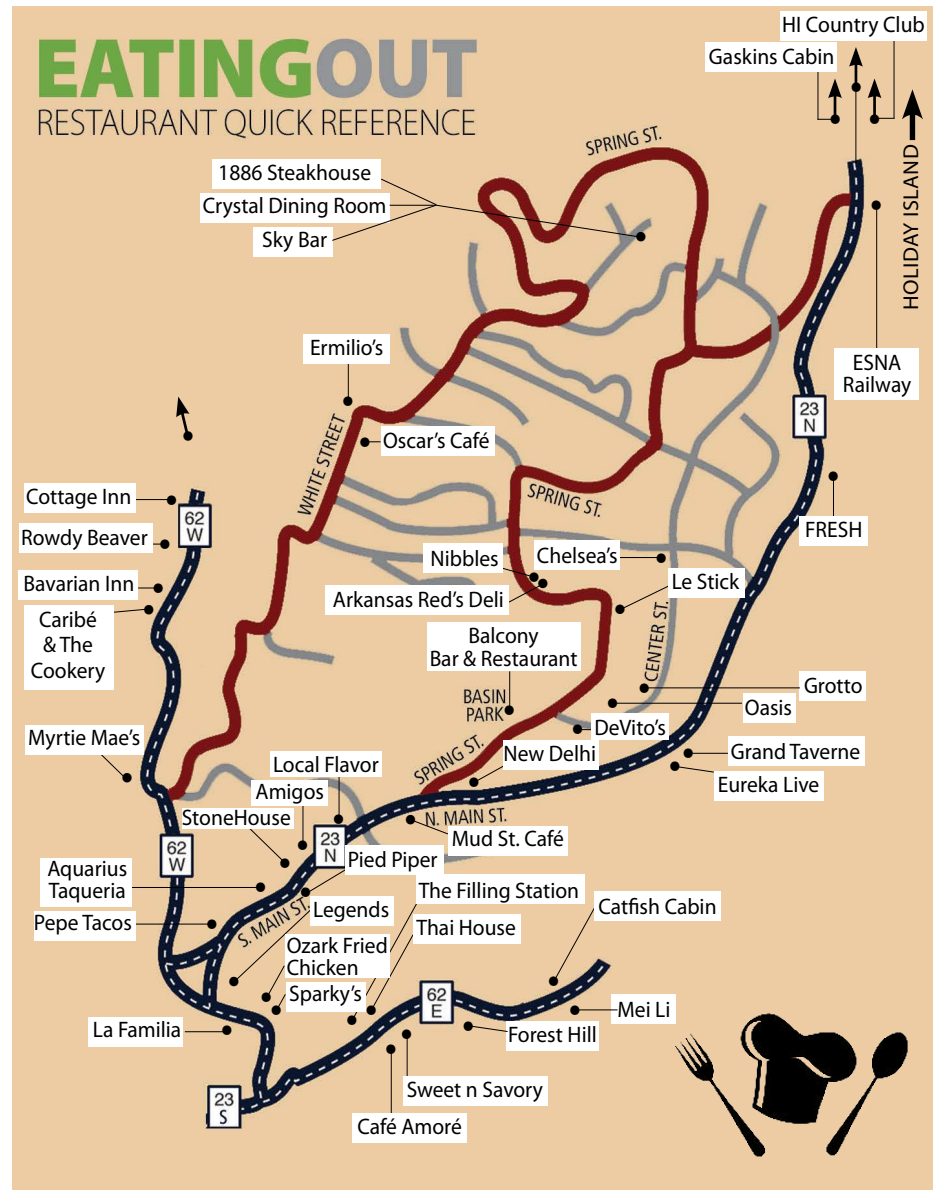 EATINGOUT
RESTAURANT QUICK REFERENCE
HI Country Club
Gaskins Cabin
HOLIDAY ISLAND
SPRING ST.
1886 Steakhouse
Crystal Dining Room
Sky Bar
Ermilio's
ESNA
Railway
23
N
Oscar's Café
WHITE STREET
Cottage Inn
62
W
SPRING ST.
FRESH
Rowdy Beaver
Nibbles
Chelsea's
Bavarian Inn
Le Stick
Arkansas Red's Deli
Caribé
& The
Cookery
CENTER ST.
Balcony
Bar & Restaurant
BASIN
PARK
Grotto
Oasis
DeVito's
Myrtie Mae's
New Delhi
Grand Taverne
SPRING ST.
Local Flavor
Eureka Live
Amigos
StoneHouse
N. MAIN ST.
Mud St. Café
23
N
62
W
Pied Piper
Aquarius
Taqueria
The Filling Station
Legends
Catfish Cabin
Pepe Tacos
S. MAIN ST.
Thai House
Ozark Fried
Chicken
Sparky's
62
E
Mei Li
La Familia
Forest Hill
Sweet n Savory
23
S
Café Amoré